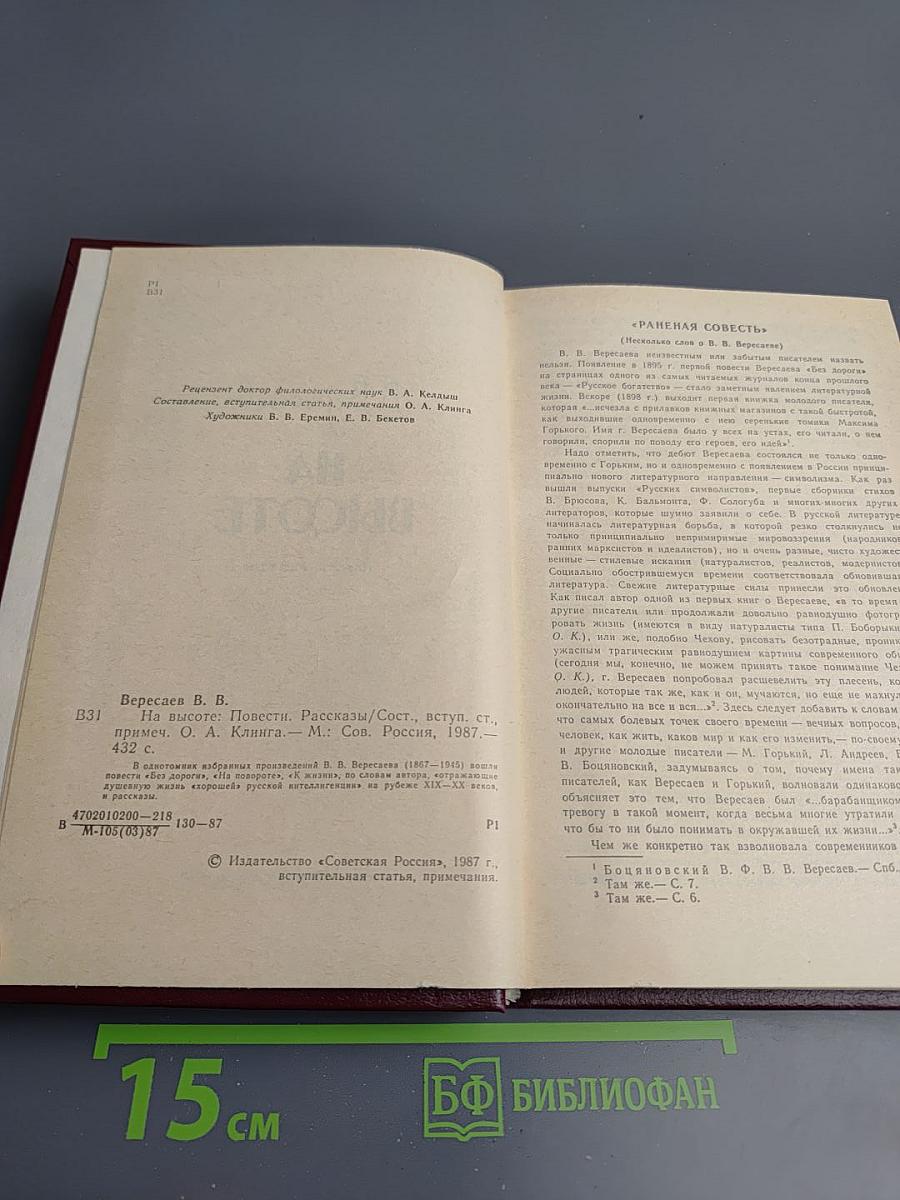 Р1
В31
Рецензент доктор филологических наук В. А. Келдыш
Составление, вступительная статья, примечания О. А. Клинга
Художники В. В. Еремин, Е. В. Бекетов
Вересаев В. В.
В31 На высоте: Повести. Рассказы/Сост., вступ. ст.,
примеч. О. А. Клинга.— М.: Сов. Россия, 1987.—
432 с.
В однотомник избранных произведений В. В. Вересаева (1867—1945) вошли
повести «Без дороги», «На повороте», «К жизни», по словам автора, «отражающие
душевную жизнь «хорошей» русской интеллигенции» на рубеже XIX—XX веков,
и рассказы.
В 4702010200—218
М-105(03)87 130—87 Р1
© Издательство «Советская Россия», 1987 г.,
вступительная статья, примечания.
«РАНЕНАЯ СОВЕСТЬ»
(Несколько слов о В. В. Вересаеве)
В. В. Вересаева неизвестным или забытым писателем назвать
нельзя. Появление в 1895 г. первой повести Вересаева «Без дороги»
на страницах одного из самых читаемых журналов конца прошлого
века — «Русское богатство» — стало заметным явлением литературной
жизни. Вскоре (1898 г.) выходит первая книжка молодого писателя,
которая «...исчезла с прилавков книжных магазинов с такой быстротой,
как выходившие одновременно с нею серенькие томики Максима
Горького. Имя г. Вересаева было у всех на устах, его читали, о нем
говорили, спорили по поводу его героев, его идей»¹.
Надо отметить, что дебют Вересаева состоялся не только одно-
временно с Горьким, но и одновременно с появлением в России принци-
пиально нового литературного направления — символизма. Как раз
вышли выпуски «Русских символистов», первые сборники стихов
В. Брюсова, К. Бальмонта, Ф. Сологуба и многих-многих других
литераторов, которые шумно заявили о себе. В русской литературе
начиналась литературная борьба, в которой резко столкнулись не
только принципиально непримиримые мировоззрения (народников
ранних марксистов и идеалистов), но и очень разные, чисто художест
венные — стилевые искания (натуралистов, реалистов, модернистов
Социально обострившемуся времени соответствовала обновившая
литература. Свежие литературные силы принесли это обновлен
Как писал автор одной из первых книг о Вересаеве, «в то время
другие писатели или продолжали довольно равнодушно фотогр
ровать жизнь (имеются в виду натуралисты типа П. Боборыки
О. К.), или же, подобно Чехову, рисовать безотрадные, проник
ужасным трагическим равнодушием картины современного об
(сегодня мы, конечно, не можем принять такое понимание Че
О. К.), г. Вересаев попробовал расшевелить эту плесень, ко
людей, которые так же, как и он, мучаются, но еще не махнул
окончательно на все и вся...»². Здесь следует добавить к словам
что самых болевых точек своего времени — вечных вопросов,
человек, как жить, каков мир и как его изменить,— по-своему
и другие молодые писатели — М. Горький, Л. Андреев,
В. Боцяновский, задумываясь о том, почему имена так
писателей, как Вересаев и Горький, волновали одинаково
объясняет это тем, что Вересаев был «...барабанщиком
тревогу в такой момент, когда весьма многие утратили
что бы то ни было понимать в окружавшей их жизни...»³
Чем же конкретно так взволновала современников
¹ Боцяновский В. Ф. В. В. Вересаев.— Спб.,
² Там же.— С. 7.
³ Там же.— С. 6.
15 см БФ БИБЛИОФАН